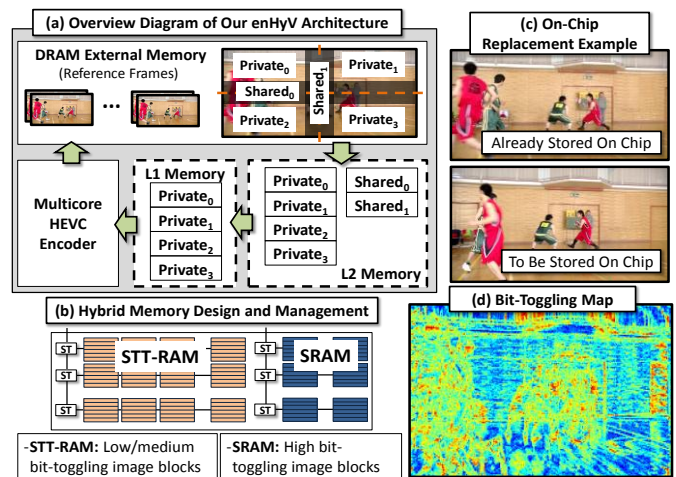 (a) Overview Diagram of Our enHyV Architecture
DRAM External Memory
(Reference Frames)
...
Private₀
Private₁
Shared₀
Shared₁
Private₂
Private₃
Multicore
HEVC
Encoder
L1 Memory
Private₀
Private₁
Private₂
Private₃
Private₀
Private₁
Private₂
Private₃
Shared₀
Shared₁
L2 Memory
(b) Hybrid Memory Design and Management
ST
ST
ST
STT-RAM
ST
ST
ST
SRAM
-STT-RAM: Low/medium
bit-toggling image blocks
-SRAM: High bit-
toggling image blocks
(c) On-Chip
Replacement Example
Already Stored On Chip
To Be Stored On Chip
(d) Bit-Toggling Map